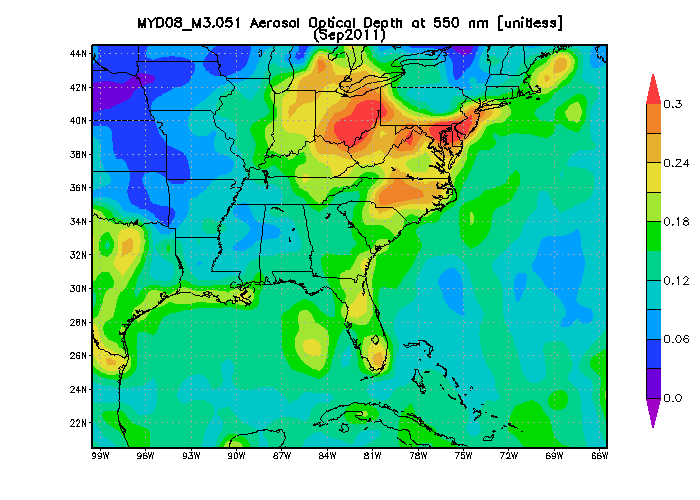 MYD08_M3.051 Aerosol Optical Depth at 550 nm [unitless]
(Sep2011)
44N
42N
40N
38N
36N
34N
32N
30N
28N
26N
24N
22N
99W 96W 93W 90W 87W 84W 81W 78W 75W 72W 69W 66W
0.3
0.24
0.18
0.12
0.06
0.0